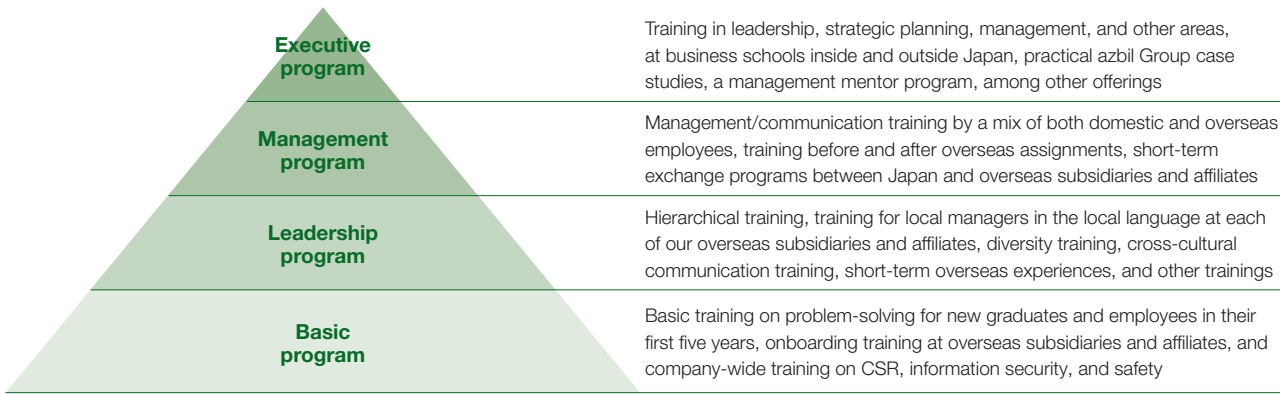 Executive
program
Training in leadership, strategic planning, management, and other areas,
at business schools inside and outside Japan, practical azbil Group case
studies, a management mentor program, among other offerings
Management
program
Management/communication training by a mix of both domestic and overseas
employees, training before and after overseas assignments, short-term
exchange programs between Japan and overseas subsidiaries and affiliates
Leadership
program
Hierarchical training, training for local managers in the local language at each
of our overseas subsidiaries and affiliates, diversity training, cross-cultural
communication training, short-term overseas experiences, and other trainings
Basic
program
Basic training on problem-solving for new graduates and employees in their
first five years, onboarding training at overseas subsidiaries and affiliates, and
company-wide training on CSR, information security, and safety